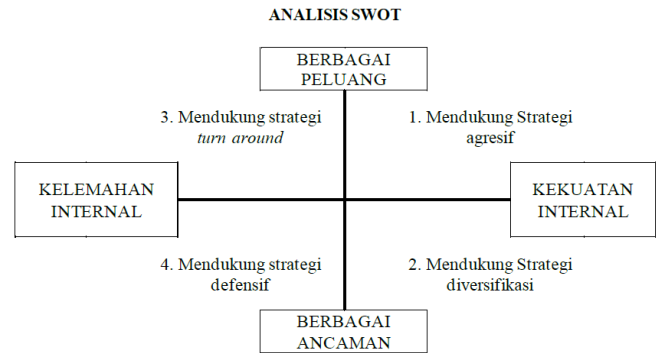 ANALISIS SWOT
BERBAGAI
PELUANG
3. Mendukung strategi
turn around
1. Mendukung Strategi
agresif
KELEMAHAN
INTERNAL
KEKUATAN
INTERNAL
4. Mendukung strategi
defensif
2. Mendukung Strategi
diversifikasi
BERBAGAI
ANCAMAN